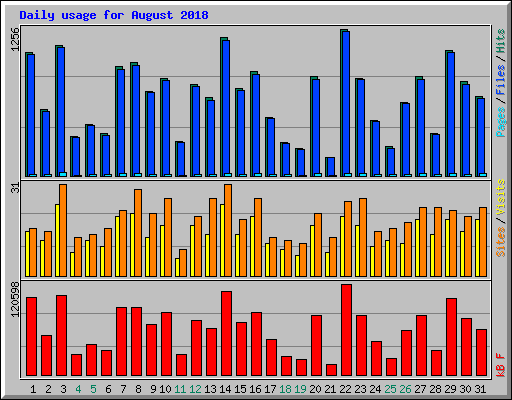 Daily usage for August 2018
1256
Pages/Files/Hits
31
Sites/Visits
120598
kB F
1 2 3 4 5 6 7 8 9 10 11 12 13 14 15 16 17 18 19 20 21 22 23 24 25 26 27 28 29 30 31